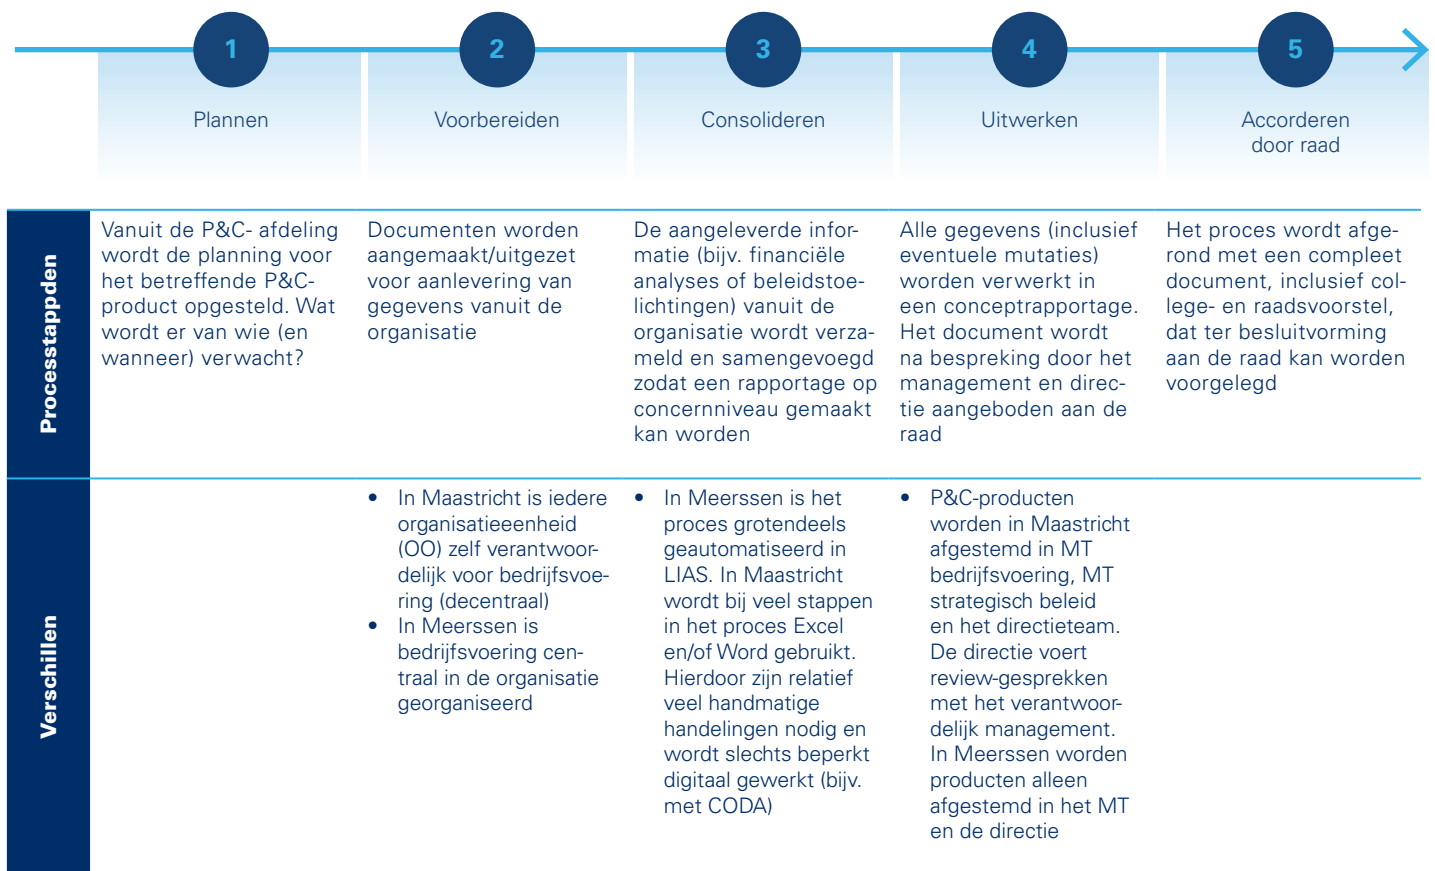 1
2
3
4
5
Plannen
Voorbereiden
Consolideren
Uitwerken
Accorderen
door raad
Processtappden
Vanuit de P&C- afdeling
wordt de planning voor
het betreffende P&C-
product opgesteld. Wat
wordt er van wie (en
wanneer) verwacht?
Documenten worden
aangemaakt/uitgezet
voor aanlevering van
gegevens vanuit de
organisatie
De aangeleverde infor-
matie (bijv. financiële
analyses of beleidstoe-
lichtingen) vanuit de
organisatie wordt verza-
meld en samengevoegd
zodat een rapportage op
concernniveau gemaakt
kan worden
Alle gegevens (inclusief
eventuele mutaties)
worden verwerkt in
een conceptrapportage.
Het document wordt
na bespreking door het
management en direc-
tie aangeboden aan de
raad
Het proces wordt afge-
rond met een compleet
document, inclusief col-
lege- en raadsvoorstel,
dat ter besluitvorming
aan de raad kan worden
voorgelegd
Verschillen
• In Maastricht is iedere
organisatieeenheid
(OO) zelf verantwoor-
delijk voor bedrijfsvoe-
ring (decentraal)
• In Meerssen is
bedrijfsvoering cen-
traal in de organisatie
georganiseerd
• In Meerssen is het
proces grotendeels
geautomatiseerd in
LIAS. In Maastricht
wordt bij veel stappen
in het proces Excel
en/of Word gebruikt.
Hierdoor zijn relatief
veel handmatige
handelingen nodig en
wordt slechts beperkt
digitaal gewerkt (bijv.
met CODA)
• P&C-producten
worden in Maastricht
afgestemd in MT
bedrijfsvoering, MT
strategisch beleid
en het directieteam.
De directie voert
review-gesprekken
met het verantwoor-
delijk management.
In Meerssen worden
producten alleen
afgestemd in het MT
en de directie